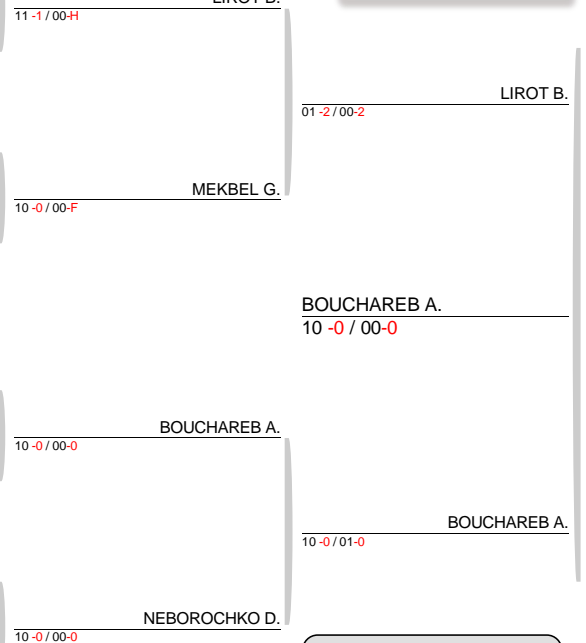 LIROT B.
11 -1 / 00-H
LIROT B.
01 -2 / 00-2
MEKBEL G.
10 -0 / 00-F
BOUCHAREB A.
10 -0 / 00-0
BOUCHAREB A.
10 -0 / 00-0
BOUCHAREB A.
10 -0 / 01-0
NEBOROCHKO D.
10 -0 / 00-0